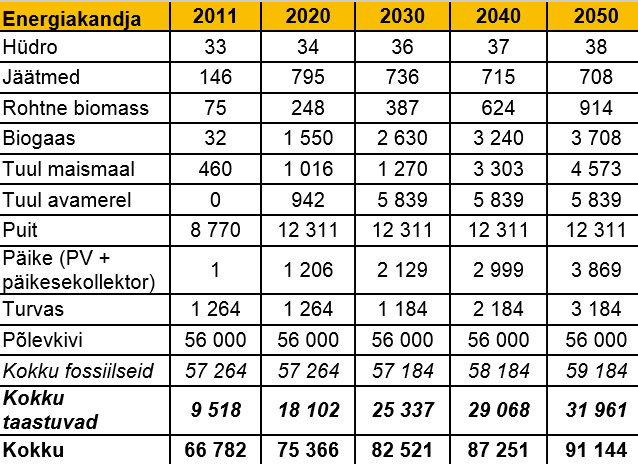 Energiakandja 2011 2020 2030 2040 2050
Hüdro 33 34 36 37 38
Jäätmed 146 795 736 715 708
Rohtne biomass 75 248 387 624 914
Biogaas 32 1 550 2 630 3 240 3 708
Tuul maismaal 460 1 016 1 270 3 303 4 573
Tuul avamerel 0 942 5 839 5 839 5 839
Puit 8 770 12 311 12 311 12 311 12 311
Päike (PV +
päikesekollektor) 1 1 206 2 129 2 999 3 869
Turvas 1 264 1 264 1 184 2 184 3 184
Põlevkivi 56 000 56 000 56 000 56 000 56 000
Kokku fossiilseid 57 264 57 264 57 184 58 184 59 184
Kokku
taastuvad 9 518 18 102 25 337 29 068 31 961
Kokku 66 782 75 366 82 521 87 251 91 144